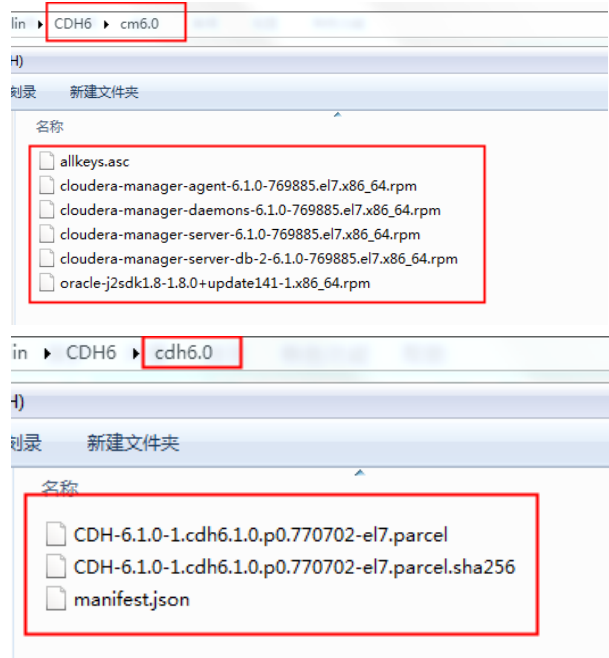 lin ▸ CDH6 ▸ cm6.0
H)
刻录 新建文件夹
名称
allkeys.asc
cloudera-manager-agent-6.1.0-769885.el7.x86_64.rpm
cloudera-manager-daemons-6.1.0-769885.el7.x86_64.rpm
cloudera-manager-server-6.1.0-769885.el7.x86_64.rpm
cloudera-manager-server-db-2-6.1.0-769885.el7.x86_64.rpm
oracle-j2sdk1.8-1.8.0+update141-1.x86_64.rpm
in ▸ CDH6 ▸ cdh6.0
H)
刻录 新建文件夹
名称
CDH-6.1.0-1.cdh6.1.0.p0.770702-el7.parcel
CDH-6.1.0-1.cdh6.1.0.p0.770702-el7.parcel.sha256
manifest.json